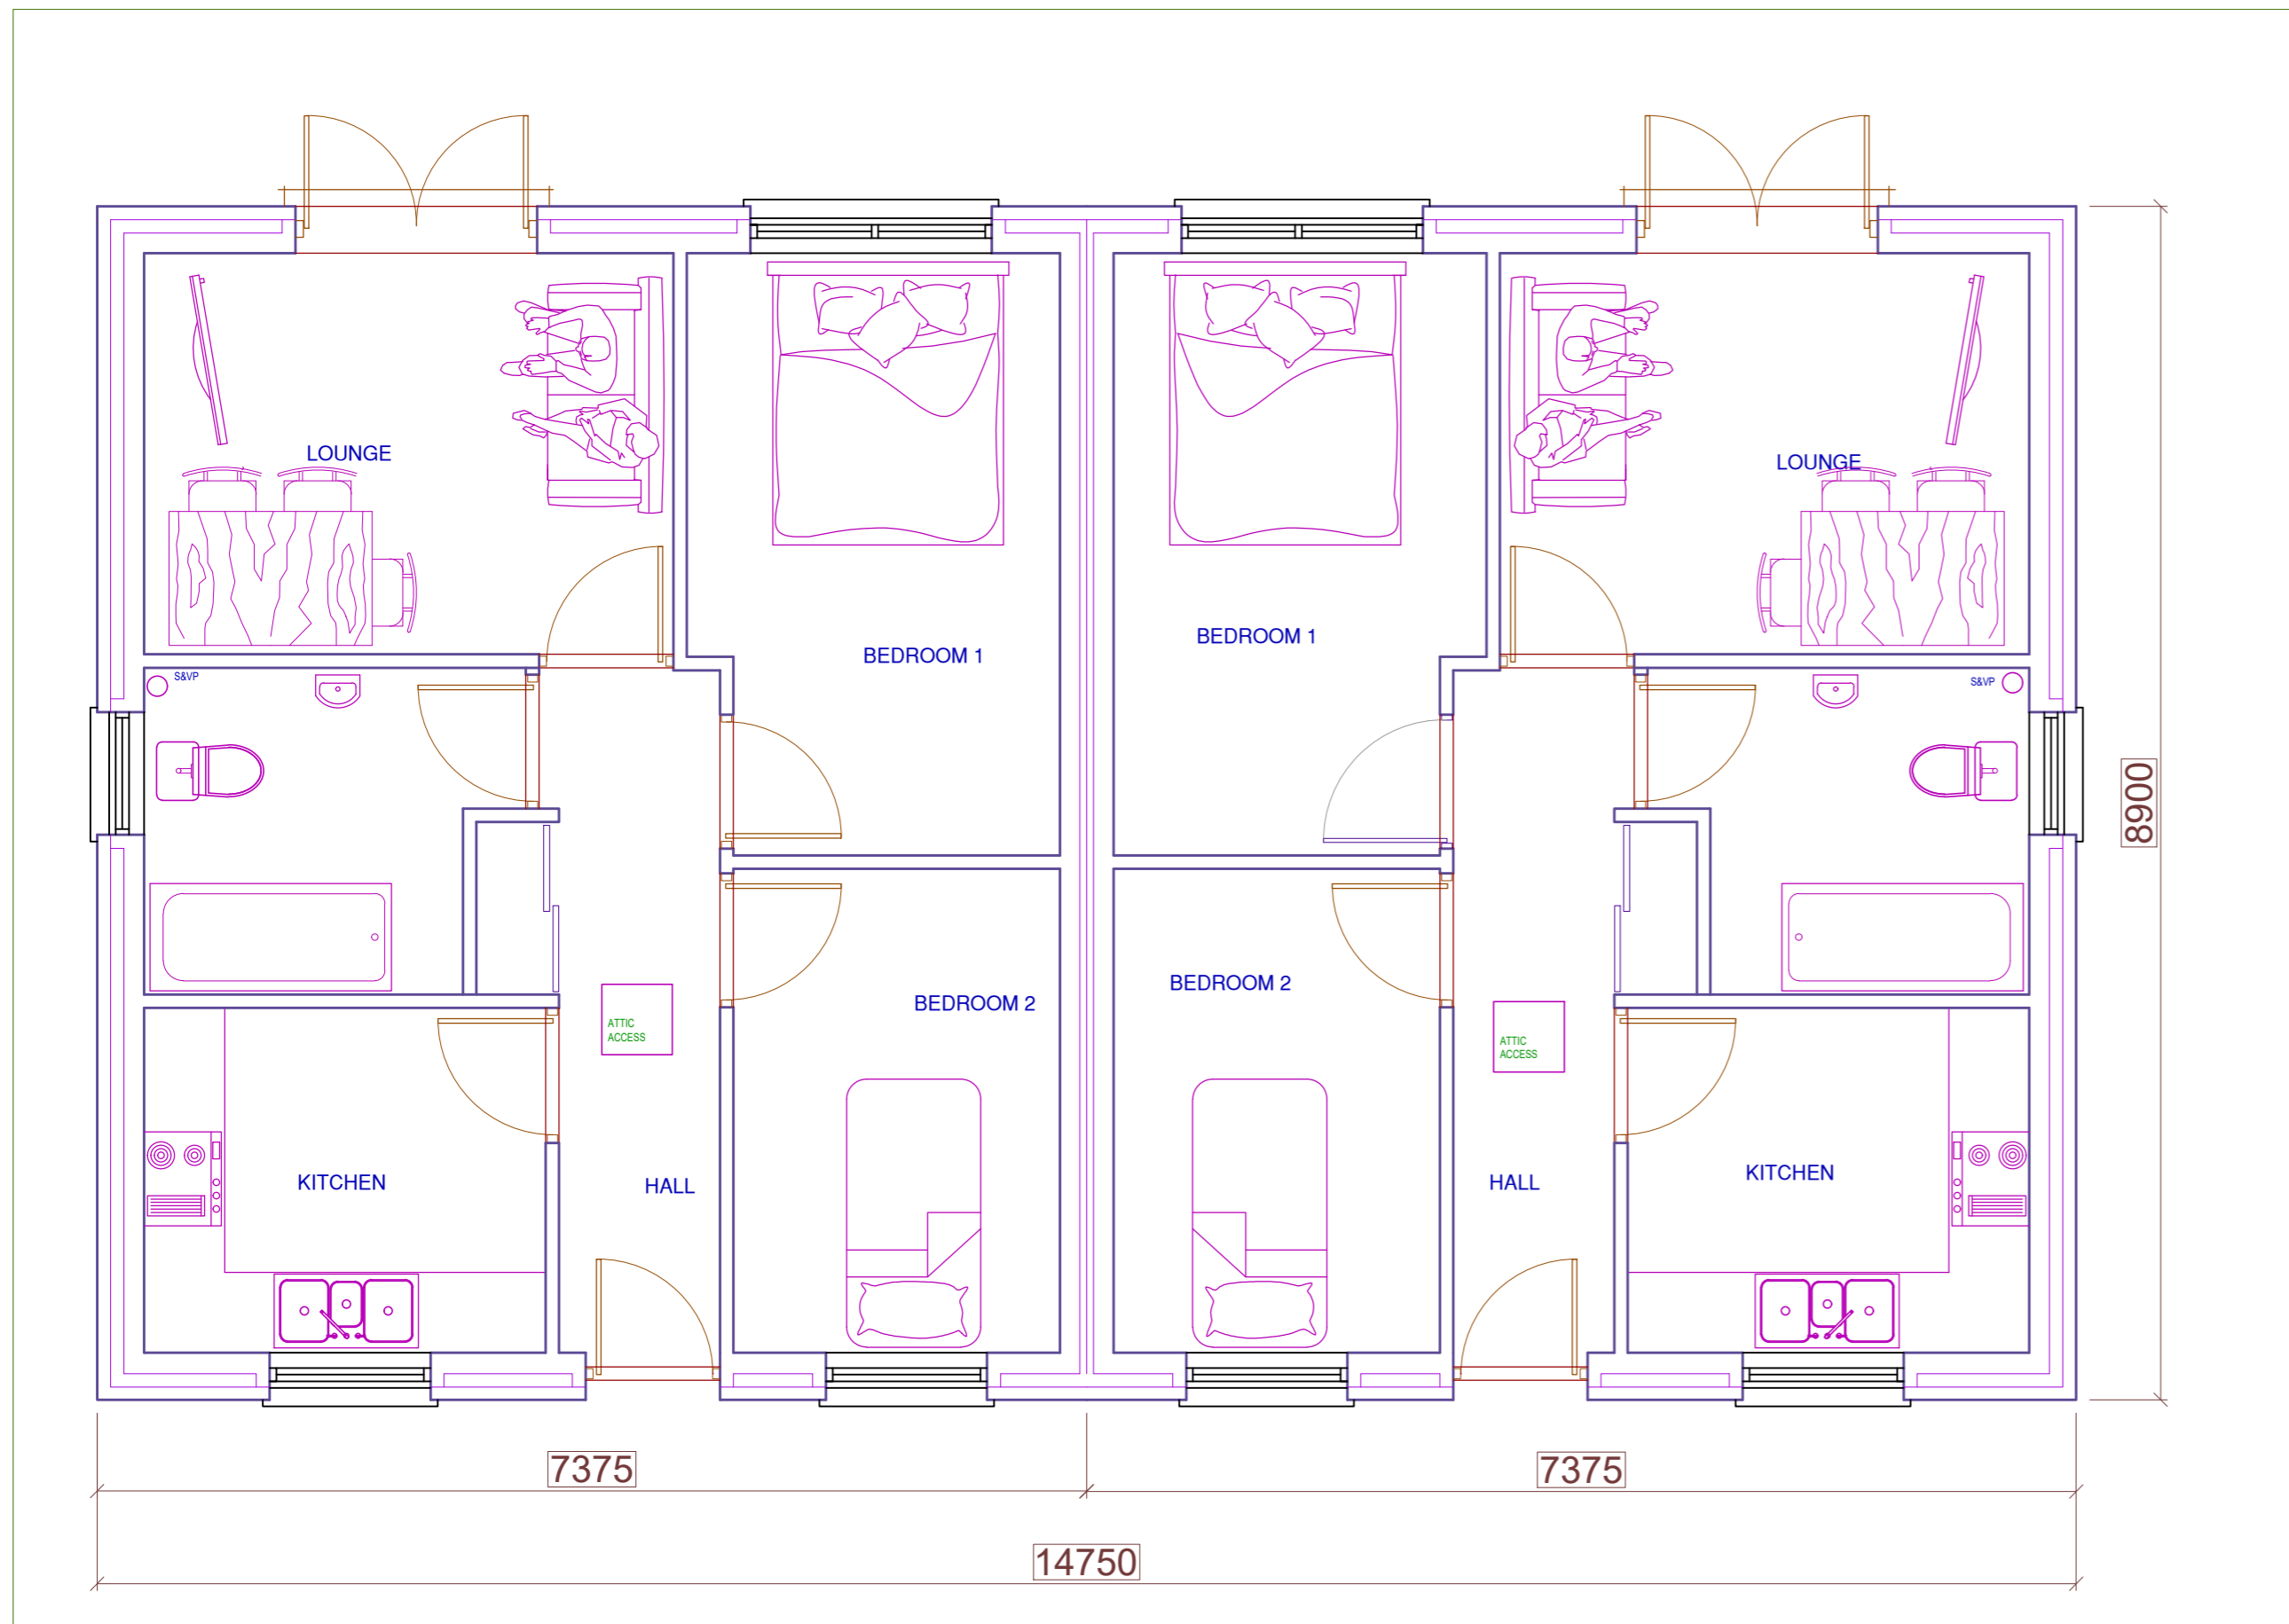 LOUNGE
LOUNGE
BEDROOM 1
BEDROOM 1
S&VP
S&VP
8900
BEDROOM 2
BEDROOM 2
ATTIC
ACCESS
ATTIC
ACCESS
KITCHEN
HALL
HALL
KITCHEN
7375
7375
14750